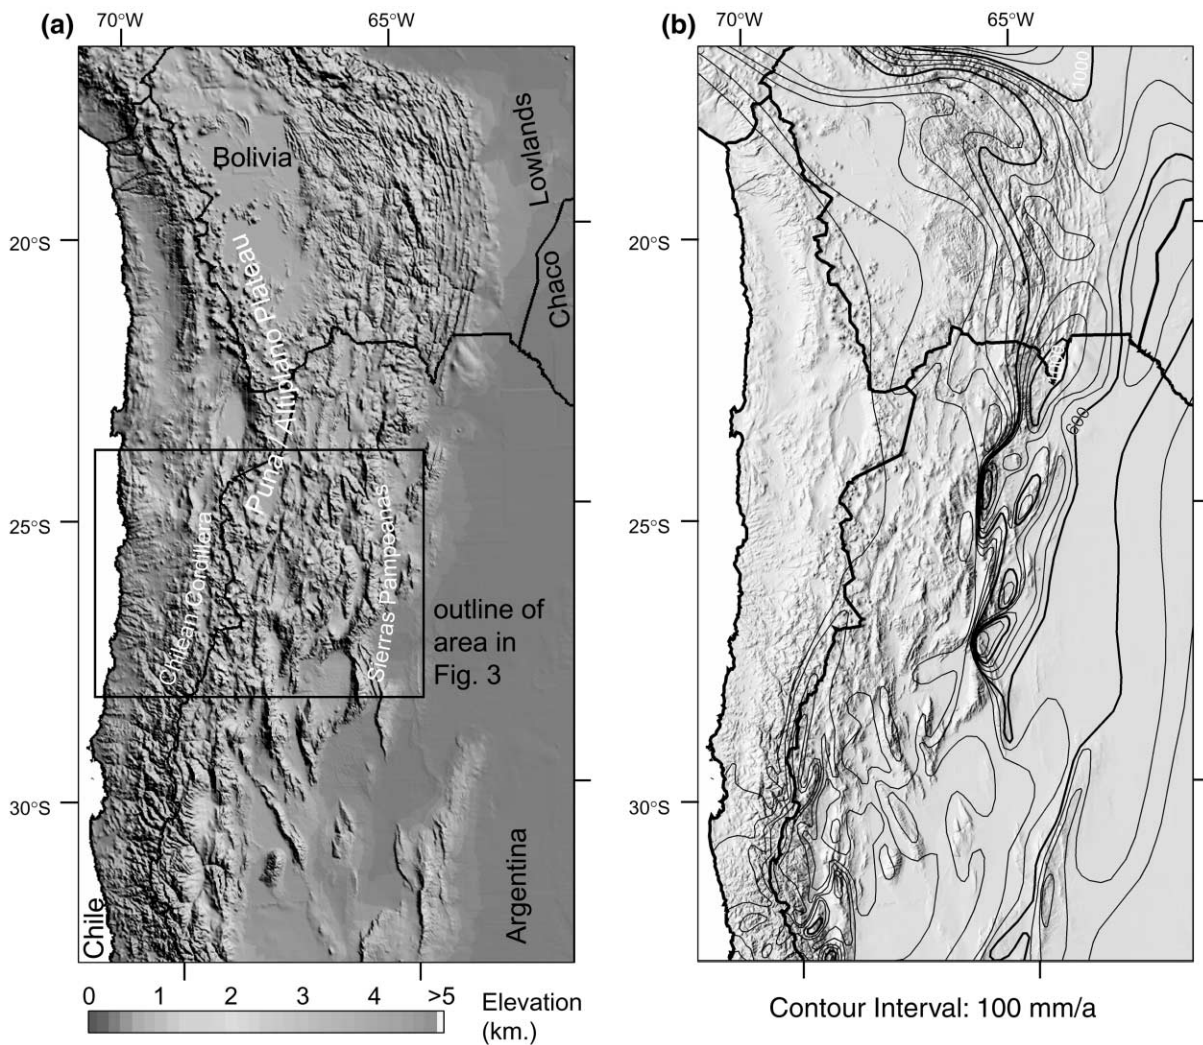 (a)
70°W
65°W
(b)
70°W
65°W
1000
Bolivia
Lowlands
20°S
20°S
Puna / Altiplano Plateau
Chaco
600
25°S
25°S
Chilean Cordillera
Sierras Pampeanas
outline of
area in
Fig. 3
30°S
30°S
Chile
Argentina
0 1 2 3 4 >5
Elevation
(km.)
Contour Interval: 100 mm/a